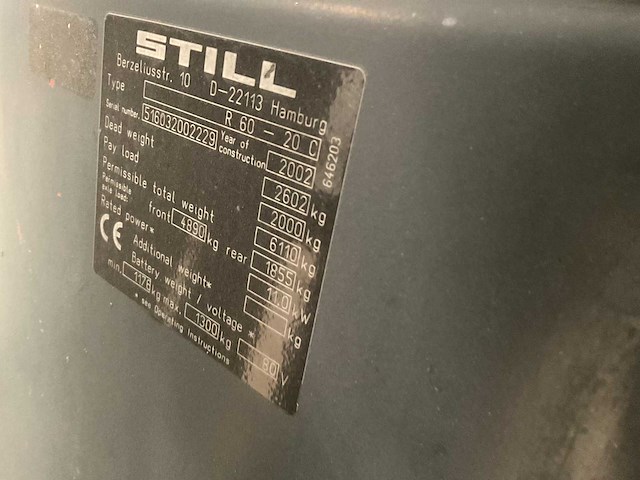 STILL
Berzeliusstr. 10 D-22113 Hamburg
Type R 60 - 20 C
Serial number. 516032002229 Year of construction 2002
Dead weight 2602 kg
Pay load 2000 kg
Permissible total weight 6110 kg
Permissible axle load: front 4890 kg rear 1855 kg
Rated power* 11.0 kW
Additional weight* kg
Battery weight / voltage *
min. 1178 kg max. 1300 kg 80 V
* see Operating Instructions
CE
646203